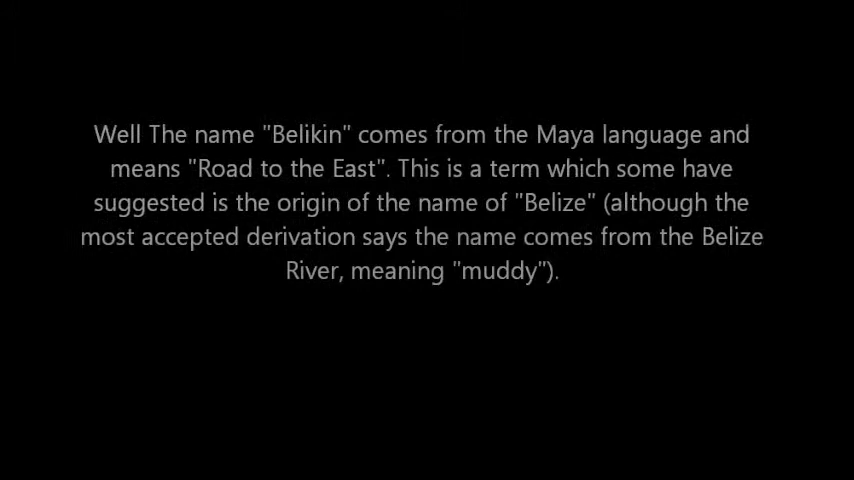 Well The name "Belikin" comes from the Maya language and
means "Road to the East". This is a term which some have
suggested is the origin of the name of "Belize" (although the
most accepted derivation says the name comes from the Belize
River, meaning "muddy").